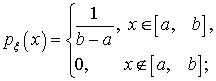 p_ξ(x) = { 1/(b − a), x ∈ [a, b],
0, x ∉ [a, b];